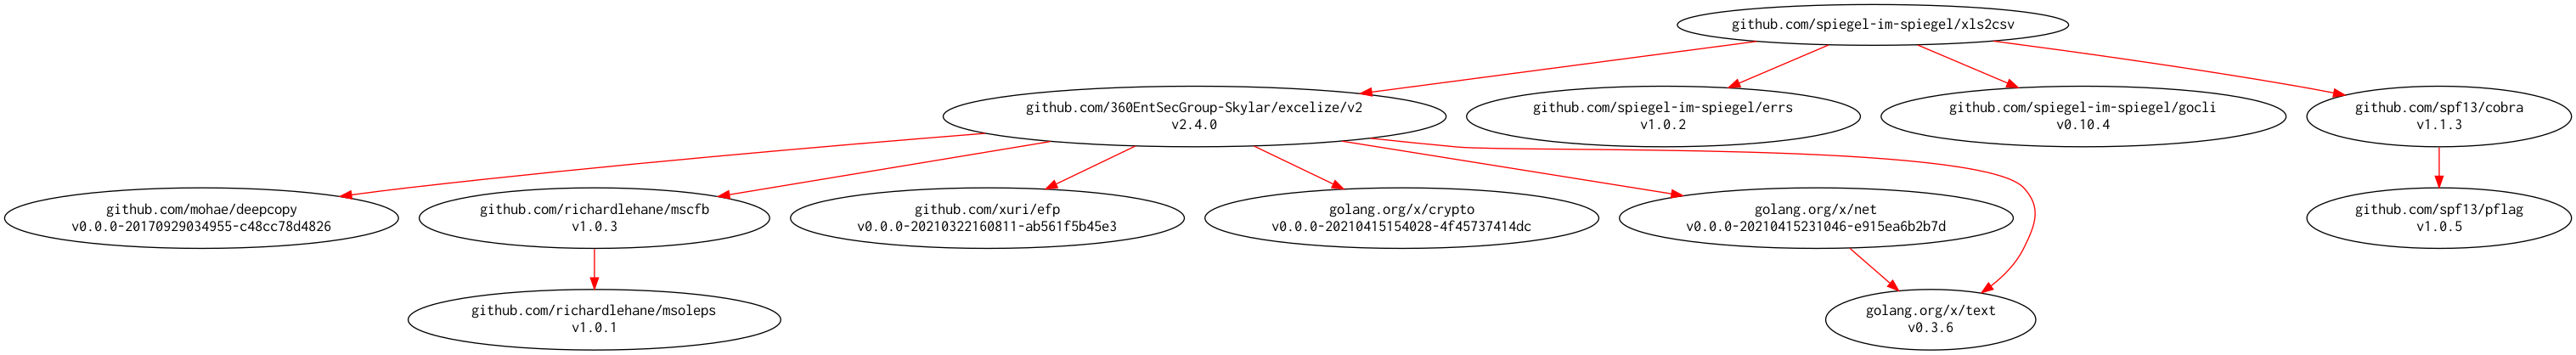 github.com/spiegel-im-spiegel/xls2csv
github.com/360EntSecGroup-Skylar/excelize/v2
v2.4.0
github.com/spiegel-im-spiegel/errs
v1.0.2
github.com/spiegel-im-spiegel/gocli
v0.10.4
github.com/spf13/cobra
v1.1.3
github.com/mohae/deepcopy
v0.0.0-20170929034955-c48cc78d4826
github.com/richardlehane/mscfb
v1.0.3
github.com/xuri/efp
v0.0.0-20210322160811-ab561f5b45e3
golang.org/x/crypto
v0.0.0-20210415154028-4f45737414dc
golang.org/x/net
v0.0.0-20210415231046-e915ea6b2b7d
github.com/spf13/pflag
v1.0.5
github.com/richardlehane/msoleps
v1.0.1
golang.org/x/text
v0.3.6